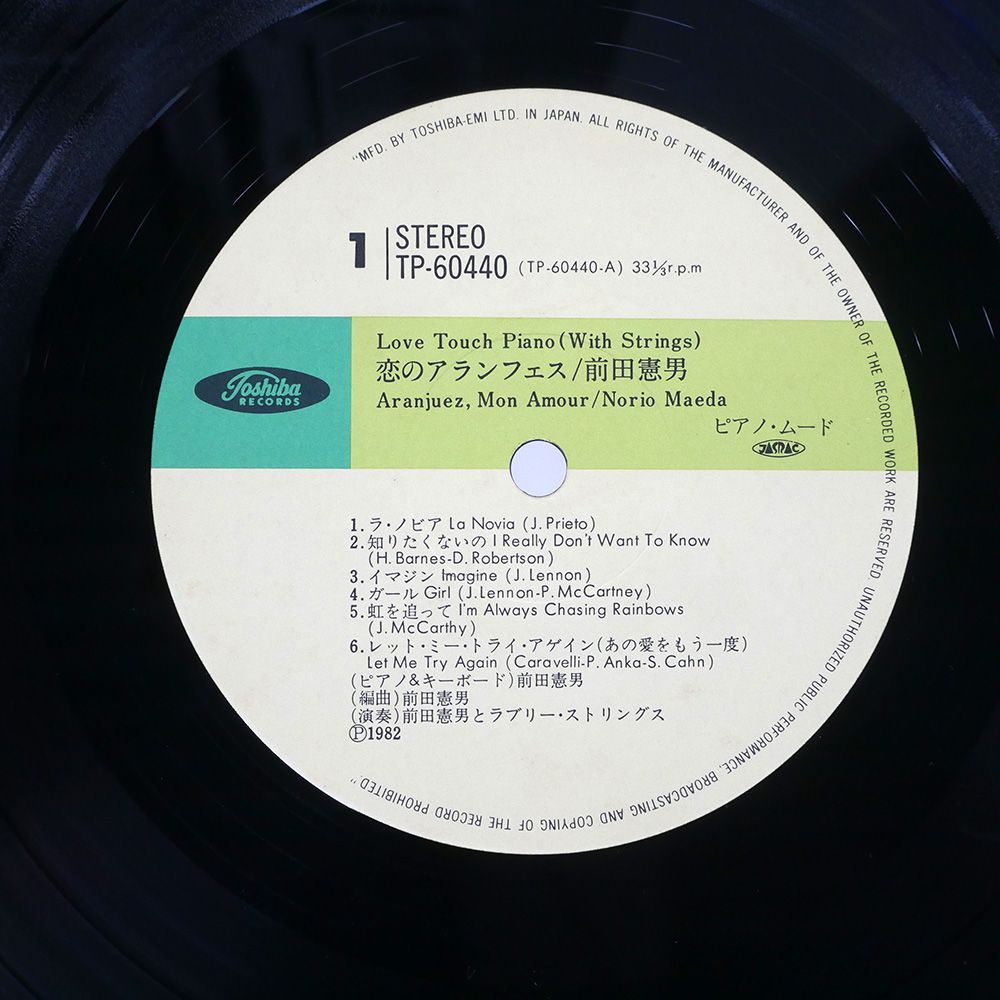 "MFD. BY TOSHIBA-EMI LTD. IN JAPAN. ALL RIGHTS OF THE MANUFACTURER AND OF THE OWNER OF THE RECORDED WORK ARE RESERVED. UNAUTHORIZED PUBLIC PERFORMANCE, BROADCASTING AND COPYING OF THE RECORD PROHIBITED."
1
STEREO
TP-60440 (TP-60440-A) 33⅓r.p.m
Toshiba
RECORDS
Love Touch Piano (With Strings)
恋のアランフェス/前田憲男
Aranjuez, Mon Amour/Norio Maeda
ピアノ・ムード
JASRAC
1. ラ・ノビア La Novia (J. Prieto)
2. 知りたくないの I Really Don't Want To Know
(H. Barnes-D. Robertson)
3. イマジン Imagine (J. Lennon)
4. ガール Girl (J. Lennon-P. McCartney)
5. 虹を追って I'm Always Chasing Rainbows
(J. McCarthy)
6. レット・ミー・トライ・アゲイン(あの愛をもう一度)
Let Me Try Again (Caravelli-P. Anka-S. Cahn)
(ピアノ&キーボード)前田憲男
(編曲)前田憲男
(演奏)前田憲男とラブリー・ストリングス
Ⓟ1982